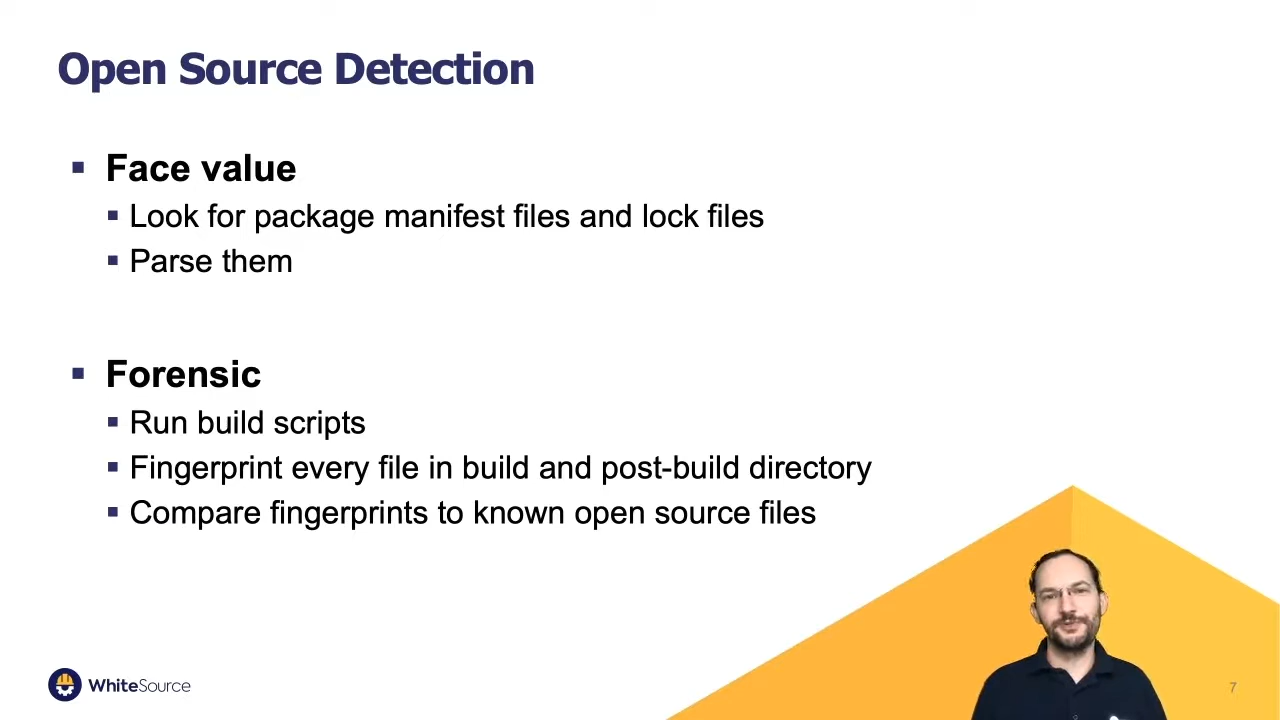 Open Source Detection
Face value
Look for package manifest files and lock files
Parse them
Forensic
Run build scripts
Fingerprint every file in build and post-build directory
Compare fingerprints to known open source files
WhiteSource
7